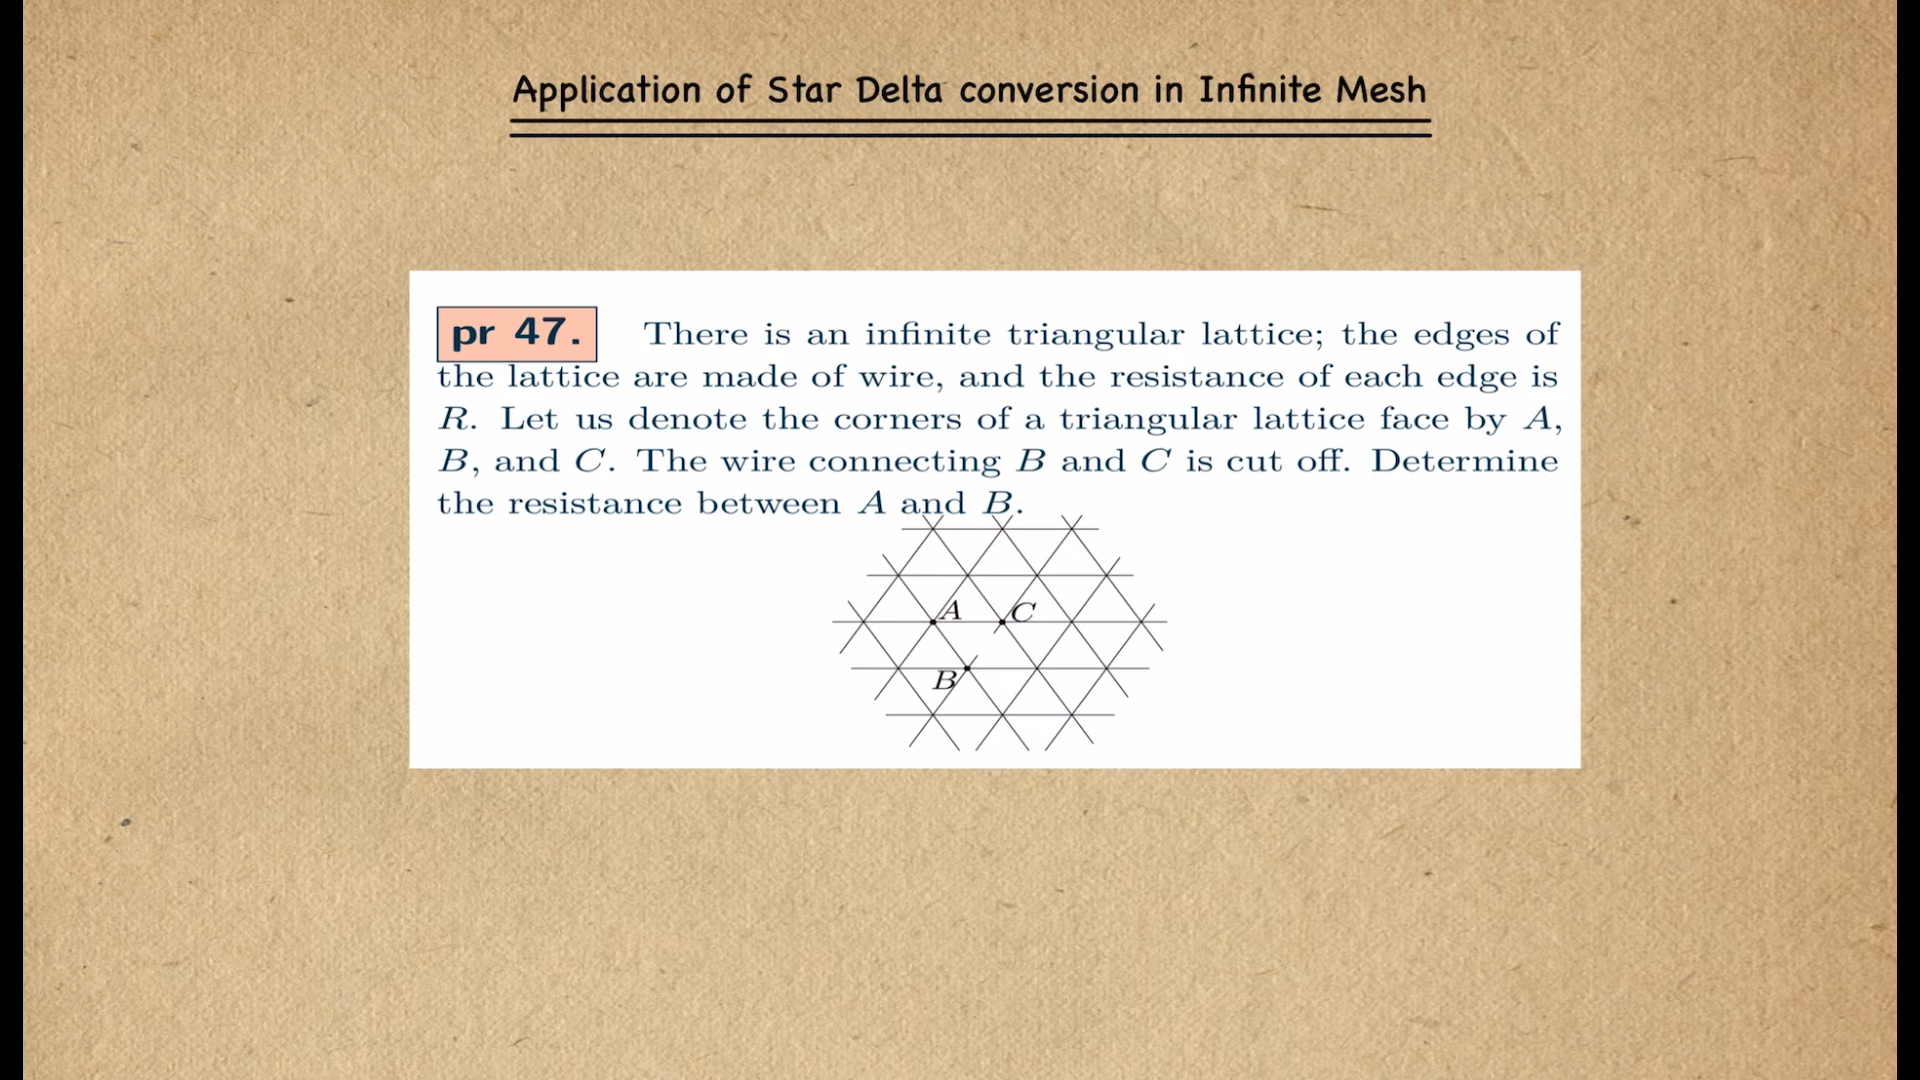 Application of Star Delta conversion in Infinite Mesh
pr 47. There is an infinite triangular lattice; the edges of
the lattice are made of wire, and the resistance of each edge is
R. Let us denote the corners of a triangular lattice face by A,
B, and C. The wire connecting B and C is cut off. Determine
the resistance between A and B.
A C
B